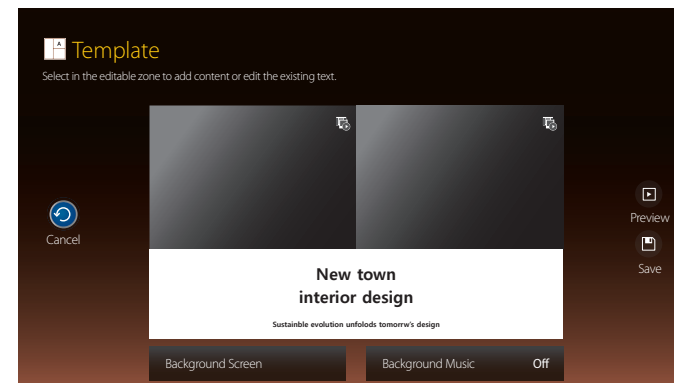 A
Template
Select in the editable zone to add content or edit the existing text.
Cancel
Preview
Save
New town
interior design
Sustainble evolution unfolods tomorrw's design
Background Screen
Background Music Off